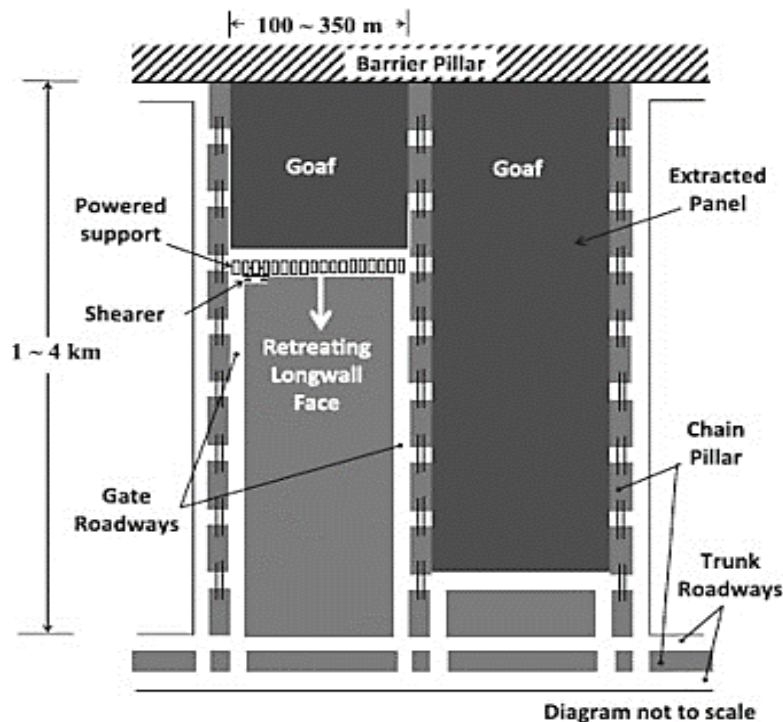 100 ~ 350 m
Barrier Pillar
Goaf
Goaf
Extracted
Panel
Powered
support
Shearer
1 ~ 4 km
Retreating
Longwall
Face
Chain
Pillar
Gate
Roadways
Trunk
Roadways
Diagram not to scale